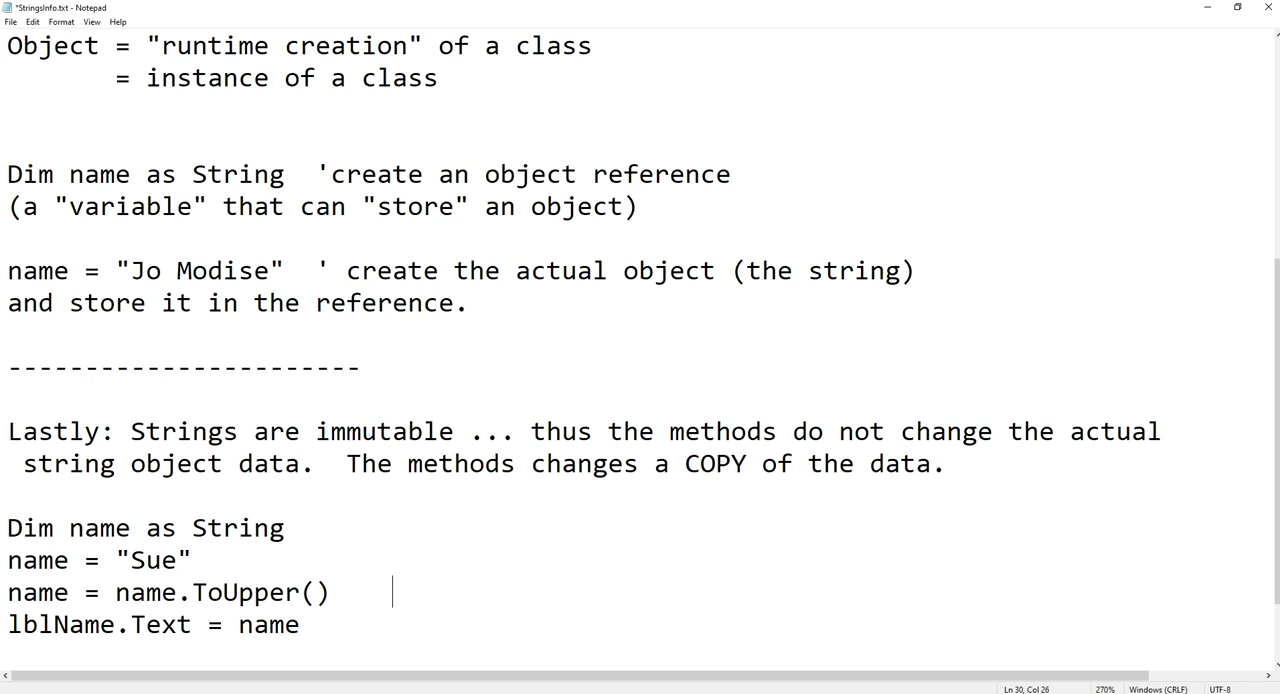 *StringsInfo.txt - Notepad
File Edit Format View Help
Object = "runtime creation" of a class
= instance of a class
Dim name as String 'create an object reference
(a "variable" that can "store" an object)
name = "Jo Modise" ' create the actual object (the string)
and store it in the reference.
-----------------------
Lastly: Strings are immutable ... thus the methods do not change the actual
string object data. The methods changes a COPY of the data.
Dim name as String
name = "Sue"
name = name.ToUpper()
lblName.Text = name
Ln 30, Col 26 270% Windows (CRLF) UTF-8